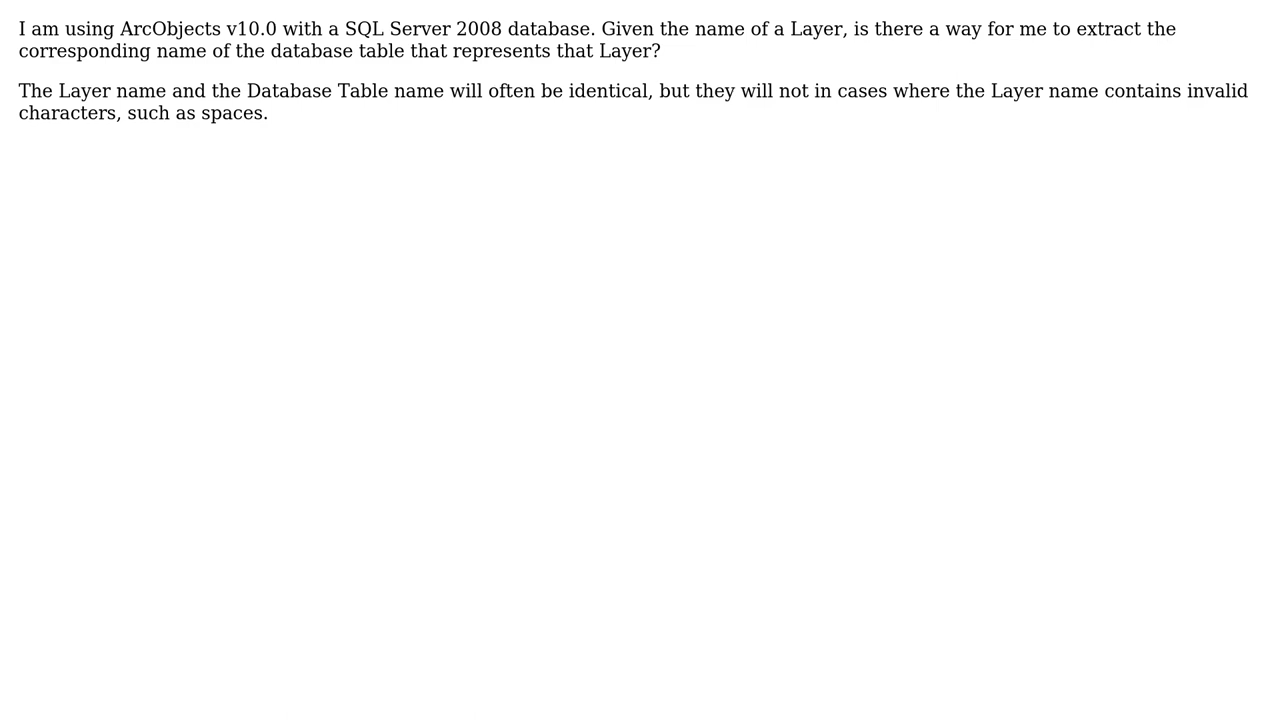 I am using ArcObjects v10.0 with a SQL Server 2008 database. Given the name of a Layer, is there a way for me to extract the
corresponding name of the database table that represents that Layer?
The Layer name and the Database Table name will often be identical, but they will not in cases where the Layer name contains invalid
characters, such as spaces.